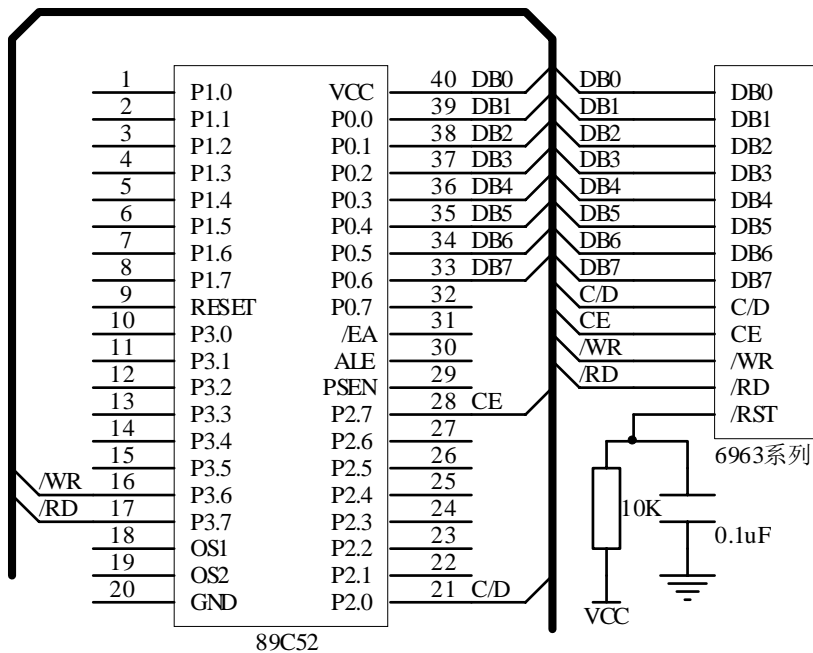 1 P1.0 VCC 40 DB0 DB0 DB0
2 P1.1 P0.0 39 DB1 DB1 DB1
3 P1.2 P0.1 38 DB2 DB2 DB2
4 P1.3 P0.2 37 DB3 DB3 DB3
5 P1.4 P0.3 36 DB4 DB4 DB4
6 P1.5 P0.4 35 DB5 DB5 DB5
7 P1.6 P0.5 34 DB6 DB6 DB6
8 P1.7 P0.6 33 DB7 DB7 DB7
9 RESET P0.7 32 C/D C/D
10 P3.0 /EA 31 CE CE
11 P3.1 ALE 30 /WR /WR
12 P3.2 PSEN 29 /RD /RD
13 P3.3 P2.7 28 CE /RST
14 P3.4 P2.6 27
15 P3.5 P2.5 26 6963系列
/WR 16 P3.6 P2.4 25
/RD 17 P3.7 P2.3 24 10K
18 OS1 P2.2 23 0.1uF
19 OS2 P2.1 22
20 GND P2.0 21 C/D VCC
89C52